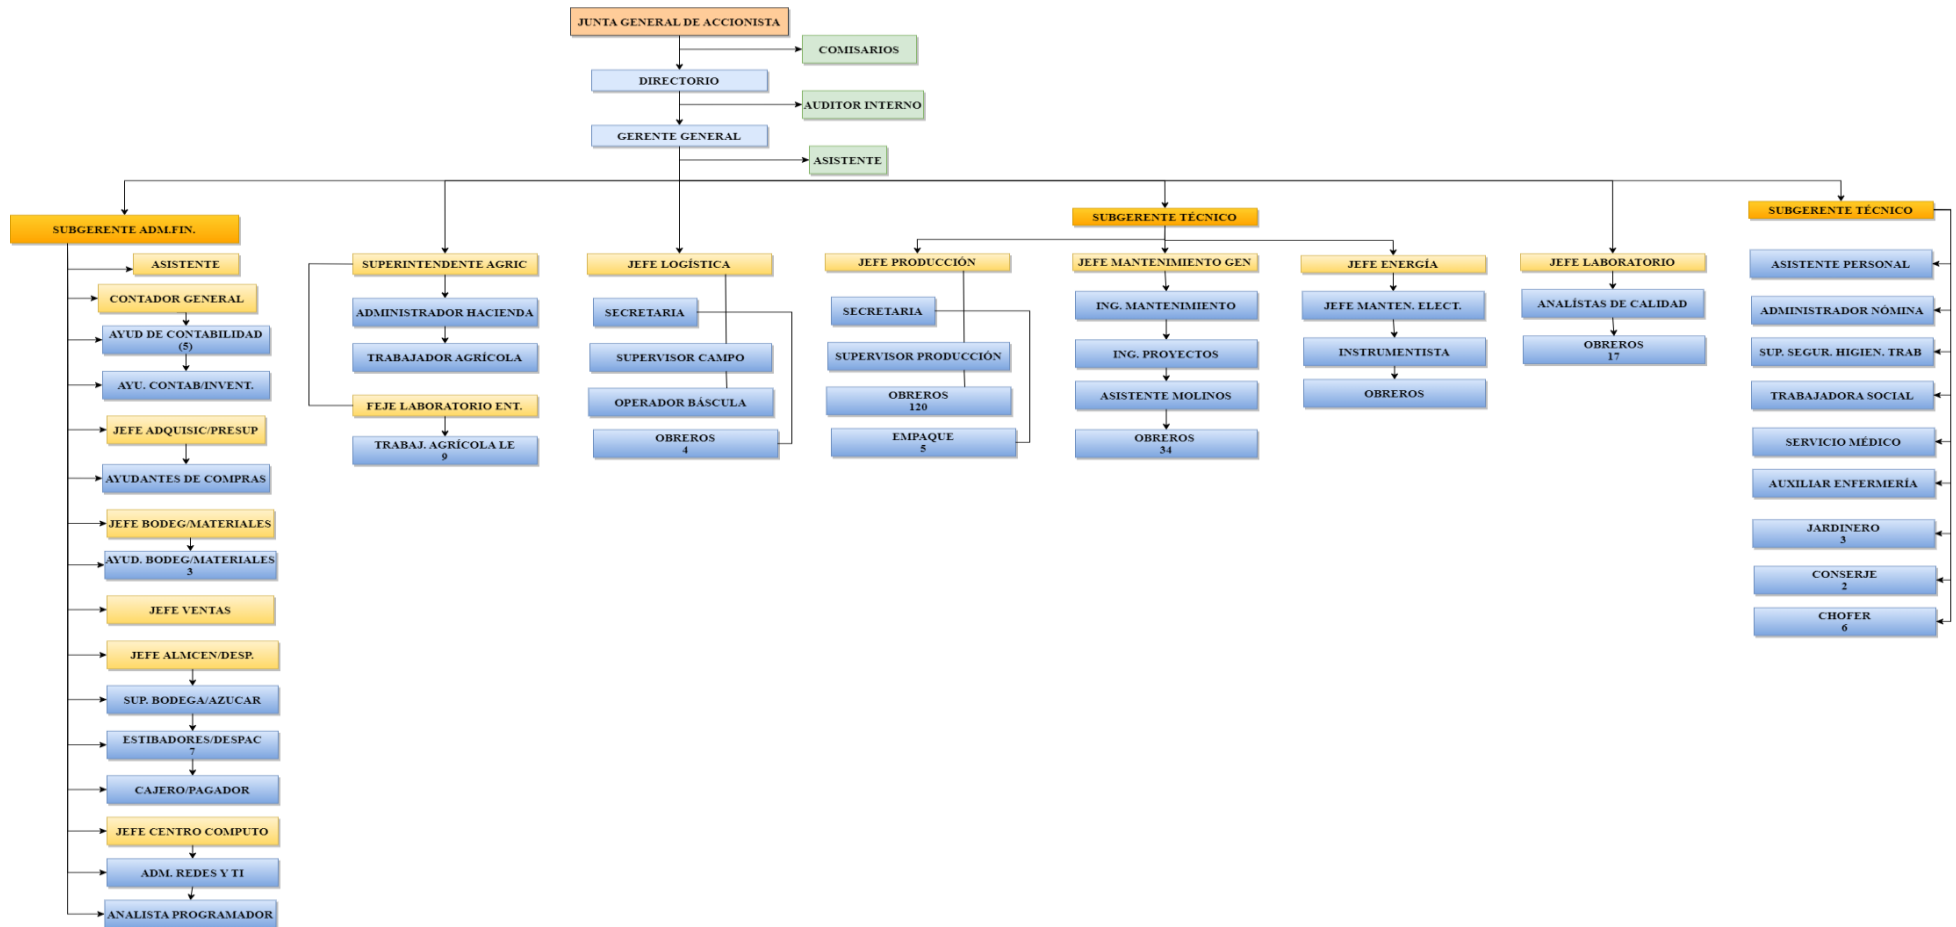 JUNTA GENERAL DE ACCIONISTA
COMISARIOS
DIRECTORIO
AUDITOR INTERNO
GERENTE GENERAL
ASISTENTE
SUBGERENTE ADM.FIN.
ASISTENTE
CONTADOR GENERAL
AYUD DE CONTABILIDAD
(5)
AYU. CONTAB/INVENT.
JEFE ADQUISIC/PRESUP
AYUDANTES DE COMPRAS
JEFE BODEG/MATERIALES
AYUD. BODEG/MATERIALES
3
JEFE VENTAS
JEFE ALMCEN/DESP.
SUP. BODEGA/AZUCAR
ESTIBADORES/DESPAC
7
CAJERO/PAGADOR
JEFE CENTRO COMPUTO
ADM. REDES Y TI
ANALISTA PROGRAMADOR
SUPERINTENDENTE AGRIC
ADMINISTRADOR HACIENDA
TRABAJADOR AGRÍCOLA
FEJE LABORATORIO ENT.
TRABAJ. AGRÍCOLA LE
9
JEFE LOGÍSTICA
SECRETARIA
SUPERVISOR CAMPO
OPERADOR BÁSCULA
OBREROS
4
SUBGERENTE TÉCNICO
JEFE PRODUCCIÓN
SECRETARIA
SUPERVISOR PRODUCCIÓN
OBREROS
120
EMPAQUE
5
JEFE MANTENIMIENTO GEN
ING. MANTENIMIENTO
ING. PROYECTOS
ASISTENTE MOLINOS
OBREROS
34
JEFE ENERGÍA
JEFE MANTEN. ELECT.
INSTRUMENTISTA
OBREROS
JEFE LABORATORIO
ANALÍSTAS DE CALIDAD
OBREROS
17
SUBGERENTE TÉCNICO
ASISTENTE PERSONAL
ADMINISTRADOR NÓMINA
SUP. SEGUR. HIGIEN. TRAB
TRABAJADORA SOCIAL
SERVICIO MÉDICO
AUXILIAR ENFERMERÍA
JARDINERO
3
CONSERJE
2
CHOFER
6